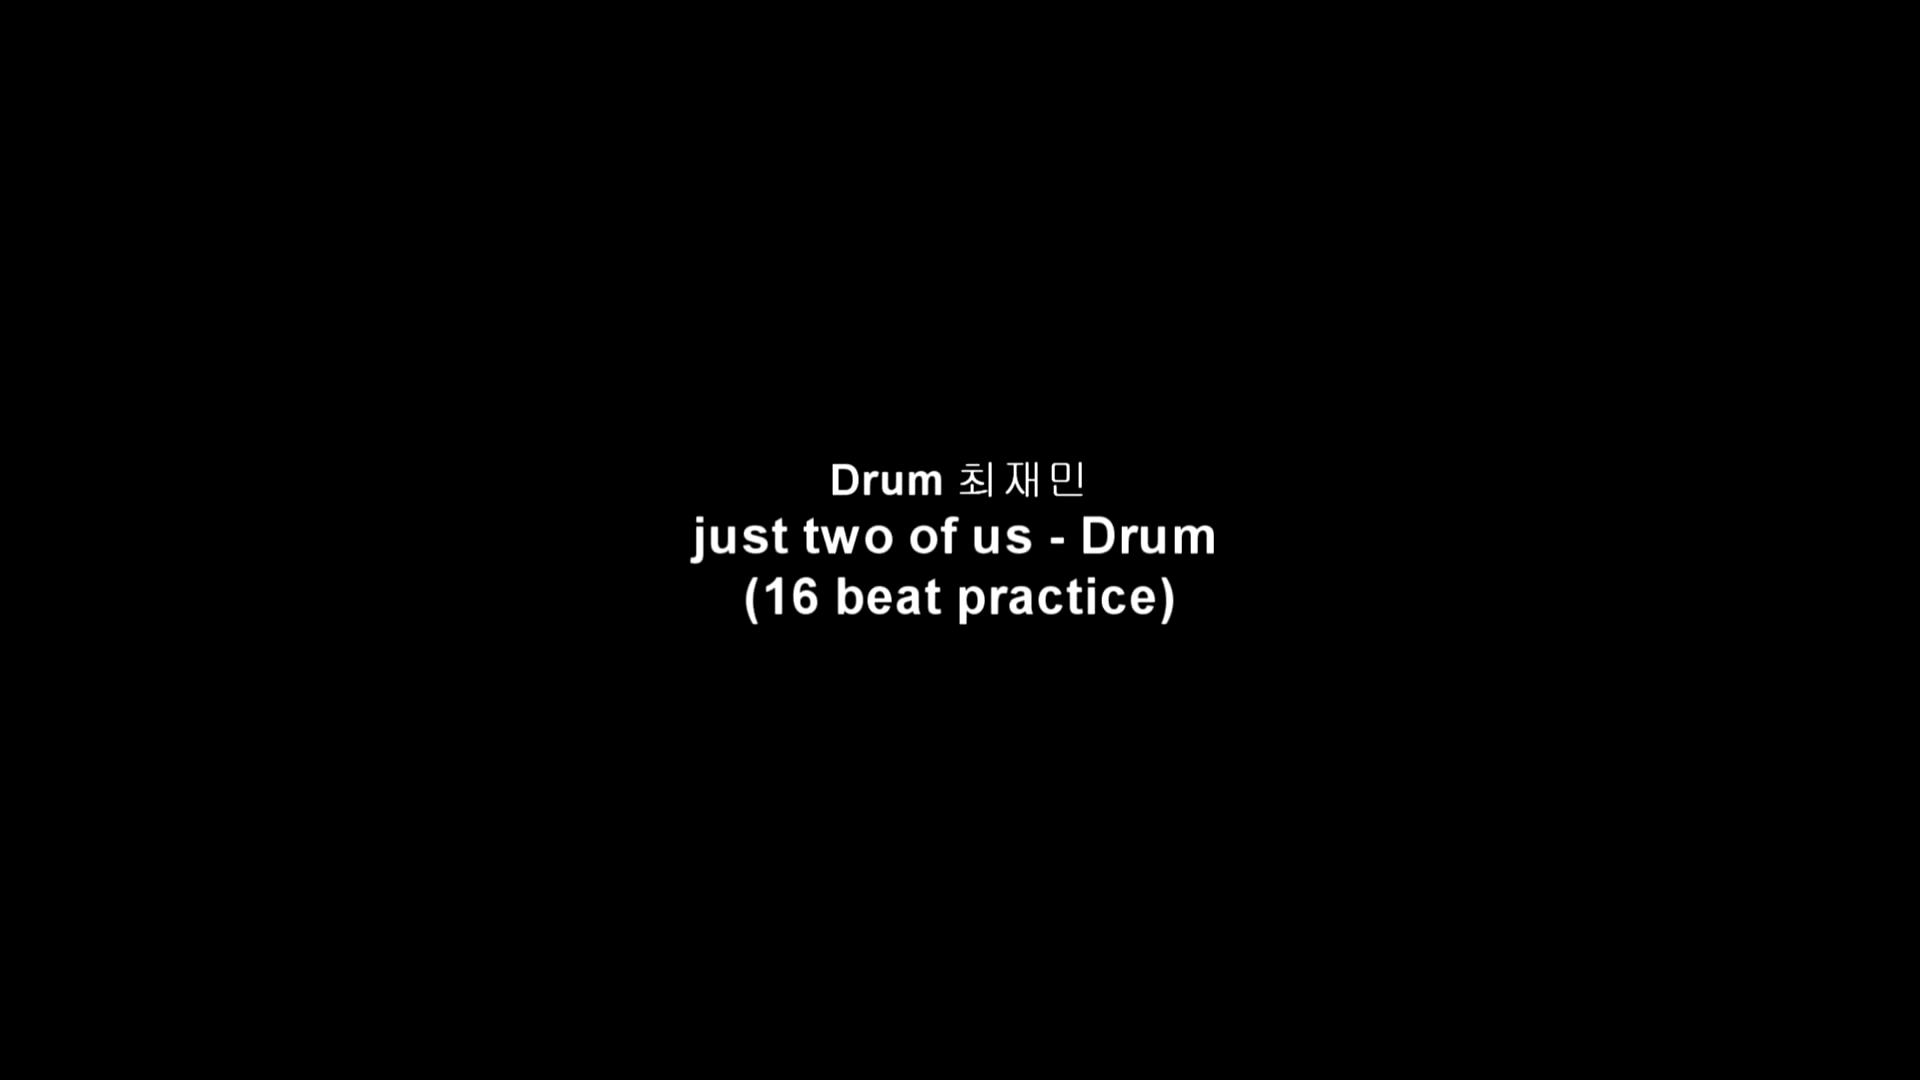 Drum 최재민
just two of us - Drum
(16 beat practice)